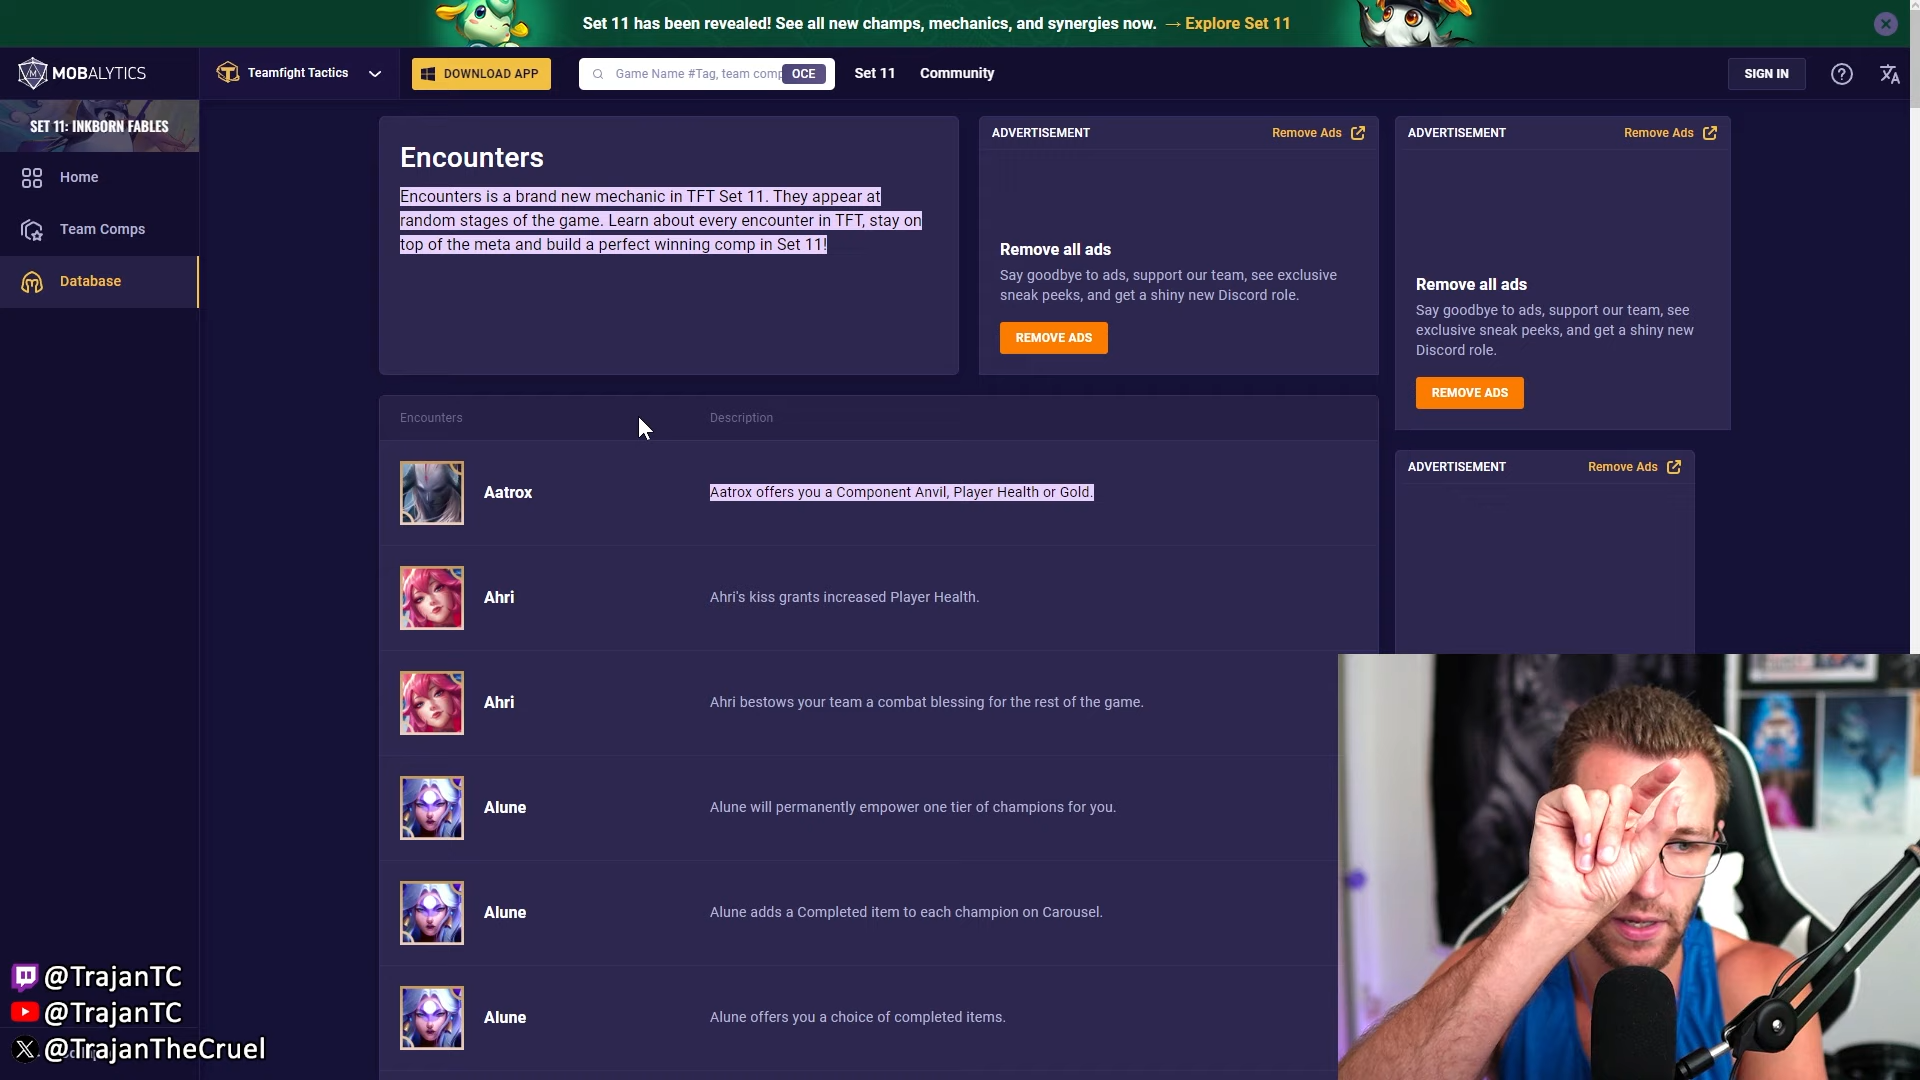 Set 11 has been revealed! See all new champs, mechanics, and synergies now. → Explore Set 11
MOBALYTICS
Teamfight Tactics
DOWNLOAD APP
Game Name #Tag, team comp
OCE
Set 11
Community
SIGN IN
SET 11: INKBORN FABLES
Home
Team Comps
Database
Encounters
Encounters is a brand new mechanic in TFT Set 11. They appear at
random stages of the game. Learn about every encounter in TFT, stay on
top of the meta and build a perfect winning comp in Set 11!
ADVERTISEMENT
Remove Ads
Remove all ads
Say goodbye to ads, support our team, see exclusive
sneak peeks, and get a shiny new Discord role.
REMOVE ADS
ADVERTISEMENT
Remove Ads
Remove all ads
Say goodbye to ads, support our team, see
exclusive sneak peeks, and get a shiny new
Discord role.
REMOVE ADS
ADVERTISEMENT
Remove Ads
Encounters
Description
Aatrox
Aatrox offers you a Component Anvil, Player Health or Gold.
Ahri
Ahri's kiss grants increased Player Health.
Ahri
Ahri bestows your team a combat blessing for the rest of the game.
Alune
Alune will permanently empower one tier of champions for you.
Alune
Alune adds a Completed item to each champion on Carousel.
Alune
Alune offers you a choice of completed items.
@TrajanTC
@TrajanTC
@TrajanTheCruel